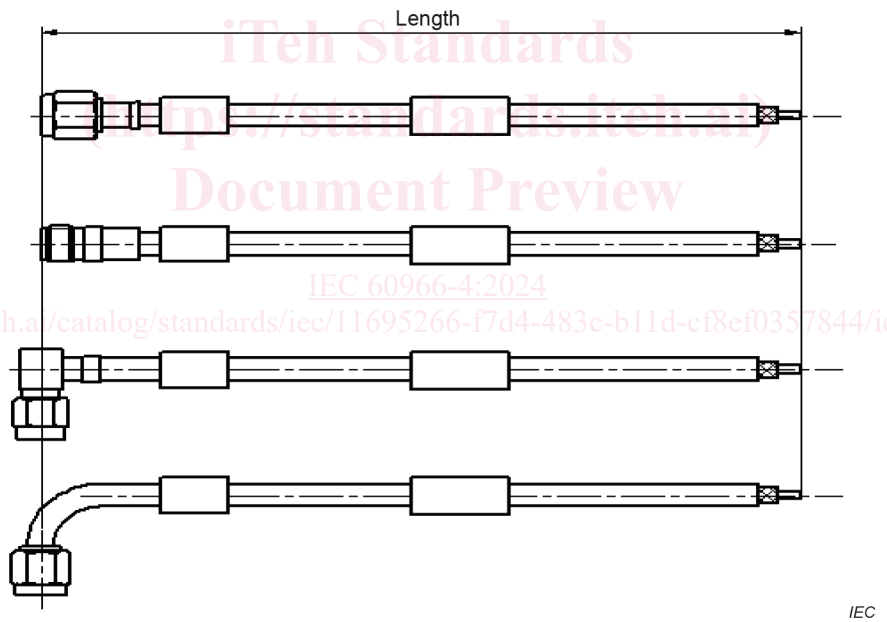 Length
iTeh Standards
(https://standards.iteh.ai)
Document Preview
IEC 60966-4:2024
h.ai/catalog/standards/iec/11695266-f7d4-483c-b11d-cf8ef0357844/ie
IEC